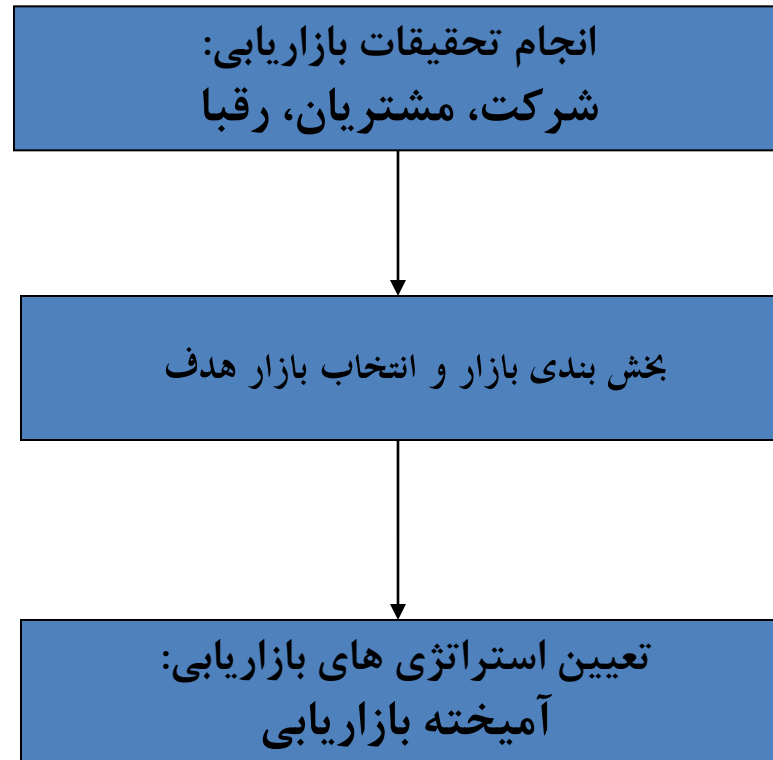 انجام تحقیقات بازاریابی:
شرکت، مشتریان، رقبا
بخش بندی بازار و انتخاب بازار هدف
تعیین استراتژی های بازاریابی:
آمیخته بازاریابی